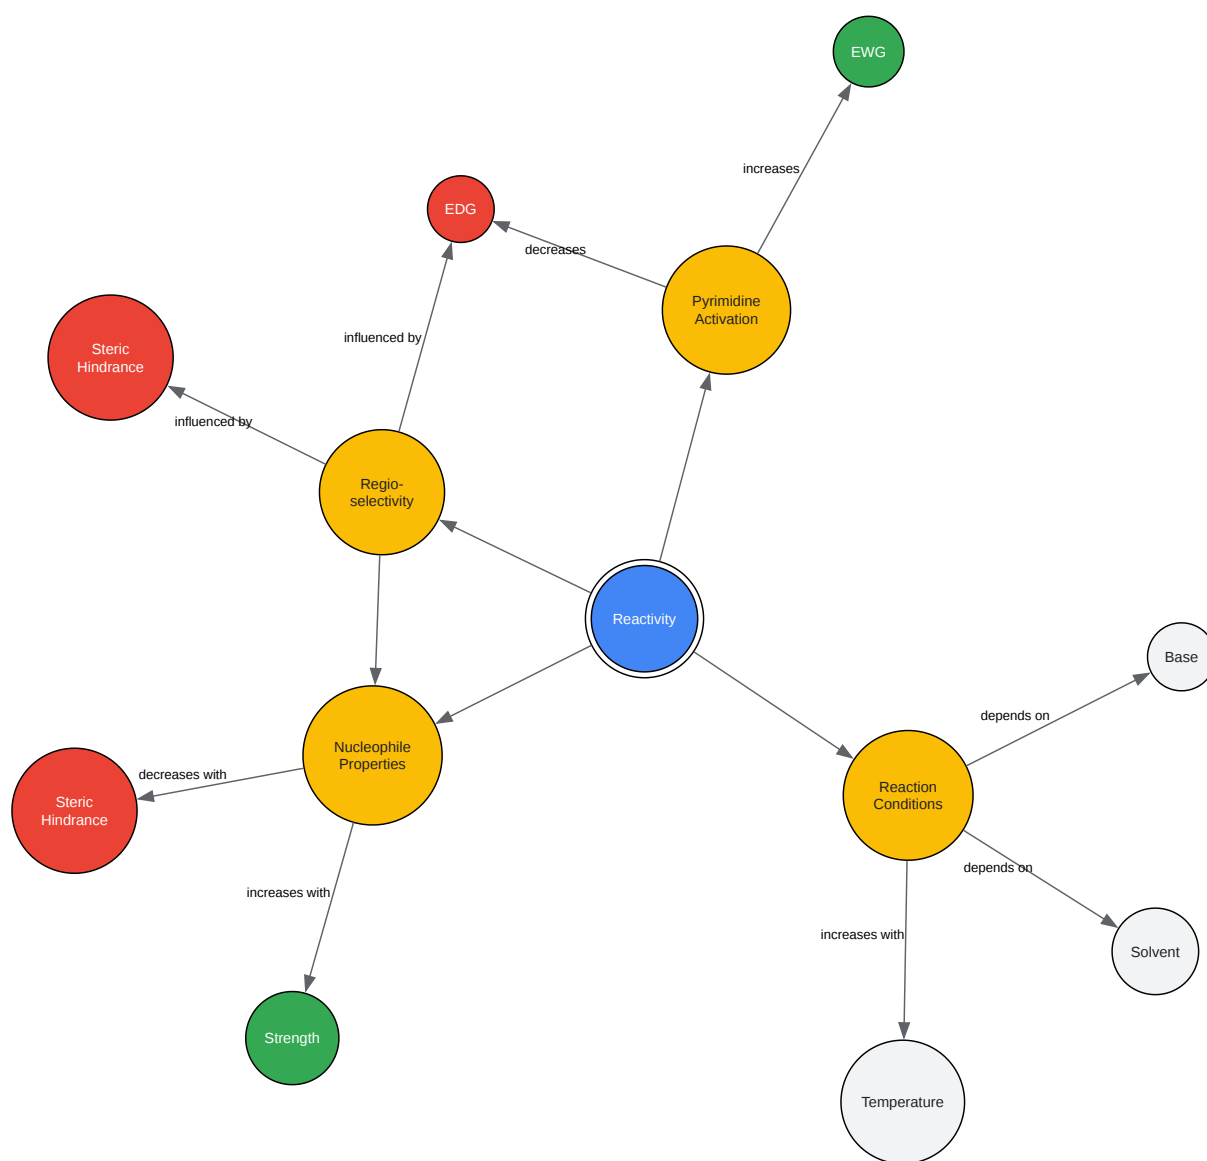 EWG
increases
EDG
decreases
Pyrimidine
Activation
influenced by
Steric
Hindrance
influenced by
Regio-
selectivity
Reactivity
Base
depends on
Nucleophile
Properties
decreases with
Steric
Hindrance
Reaction
Conditions
depends on
increases with
increases with
Solvent
Strength
Temperature